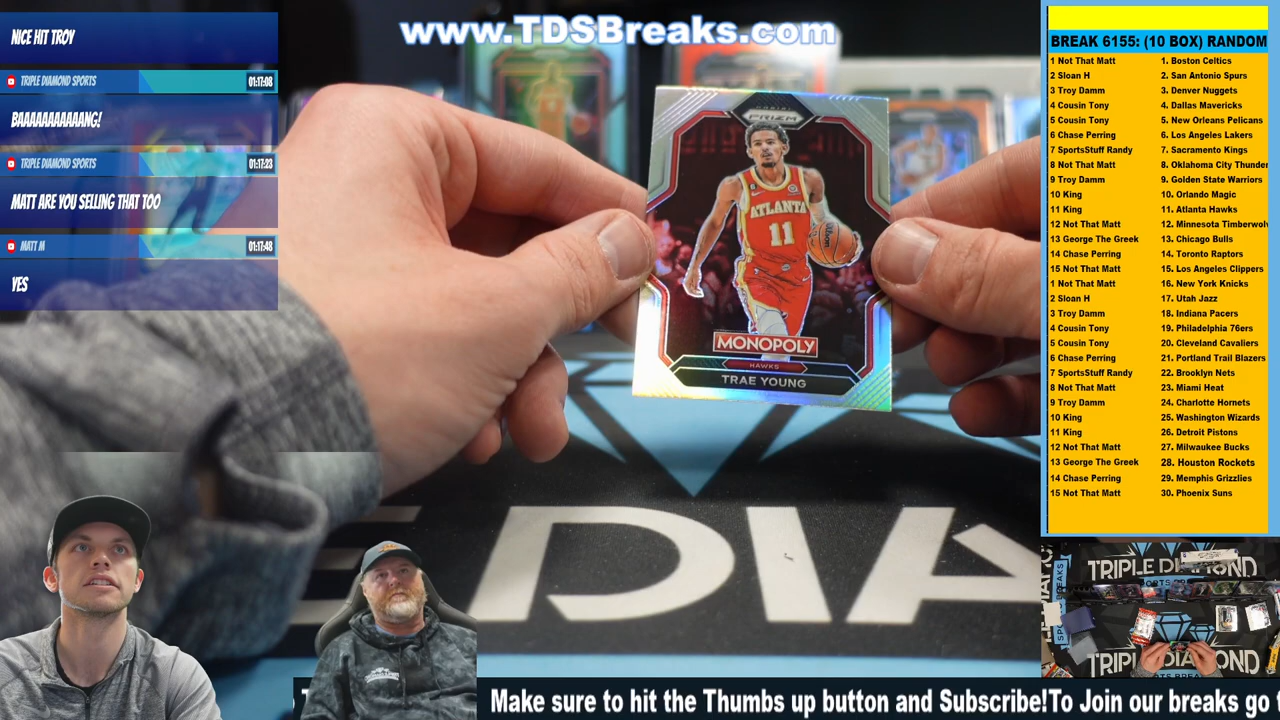 www.TDSBreaks.com
NICE HIT TROY
TRIPLE DIAMOND SPORTS 01:17:08
BAAAAAAAAAANG!
TRIPLE DIAMOND SPORTS 01:17:23
MATT ARE YOU SELLING THAT TOO
MATT M 01:17:48
YES
PRIZM
ATLANTA
11
MONOPOLY
HAWKS
TRAE YOUNG
BREAK 6155: (10 BOX) RANDOM
1 Not That Matt 1. Boston Celtics
2 Sloan H 2. San Antonio Spurs
3 Troy Damm 3. Denver Nuggets
4 Cousin Tony 4. Dallas Mavericks
5 Cousin Tony 5. New Orleans Pelicans
6 Chase Perring 6. Los Angeles Lakers
7 SportsStuff Randy 7. Sacramento Kings
8 Not That Matt 8. Oklahoma City Thunder
9 Troy Damm 9. Golden State Warriors
10 King 10. Orlando Magic
11 King 11. Atlanta Hawks
12 Not That Matt 12. Minnesota Timberwolv
13 George The Greek 13. Chicago Bulls
14 Chase Perring 14. Toronto Raptors
15 Not That Matt 15. Los Angeles Clippers
1 Not That Matt 16. New York Knicks
2 Sloan H 17. Utah Jazz
3 Troy Damm 18. Indiana Pacers
4 Cousin Tony 19. Philadelphia 76ers
5 Cousin Tony 20. Cleveland Cavaliers
6 Chase Perring 21. Portland Trail Blazers
7 SportsStuff Randy 22. Brooklyn Nets
8 Not That Matt 23. Miami Heat
9 Troy Damm 24. Charlotte Hornets
10 King 25. Washington Wizards
11 King 26. Detroit Pistons
12 Not That Matt 27. Milwaukee Bucks
13 George The Greek 28. Houston Rockets
14 Chase Perring 29. Memphis Grizzlies
15 Not That Matt 30. Phoenix Suns
E DIA
TRIPLE DIAMOND
TRIPLE DIAMOND
Make sure to hit the Thumbs up button and Subscribe!To Join our breaks go